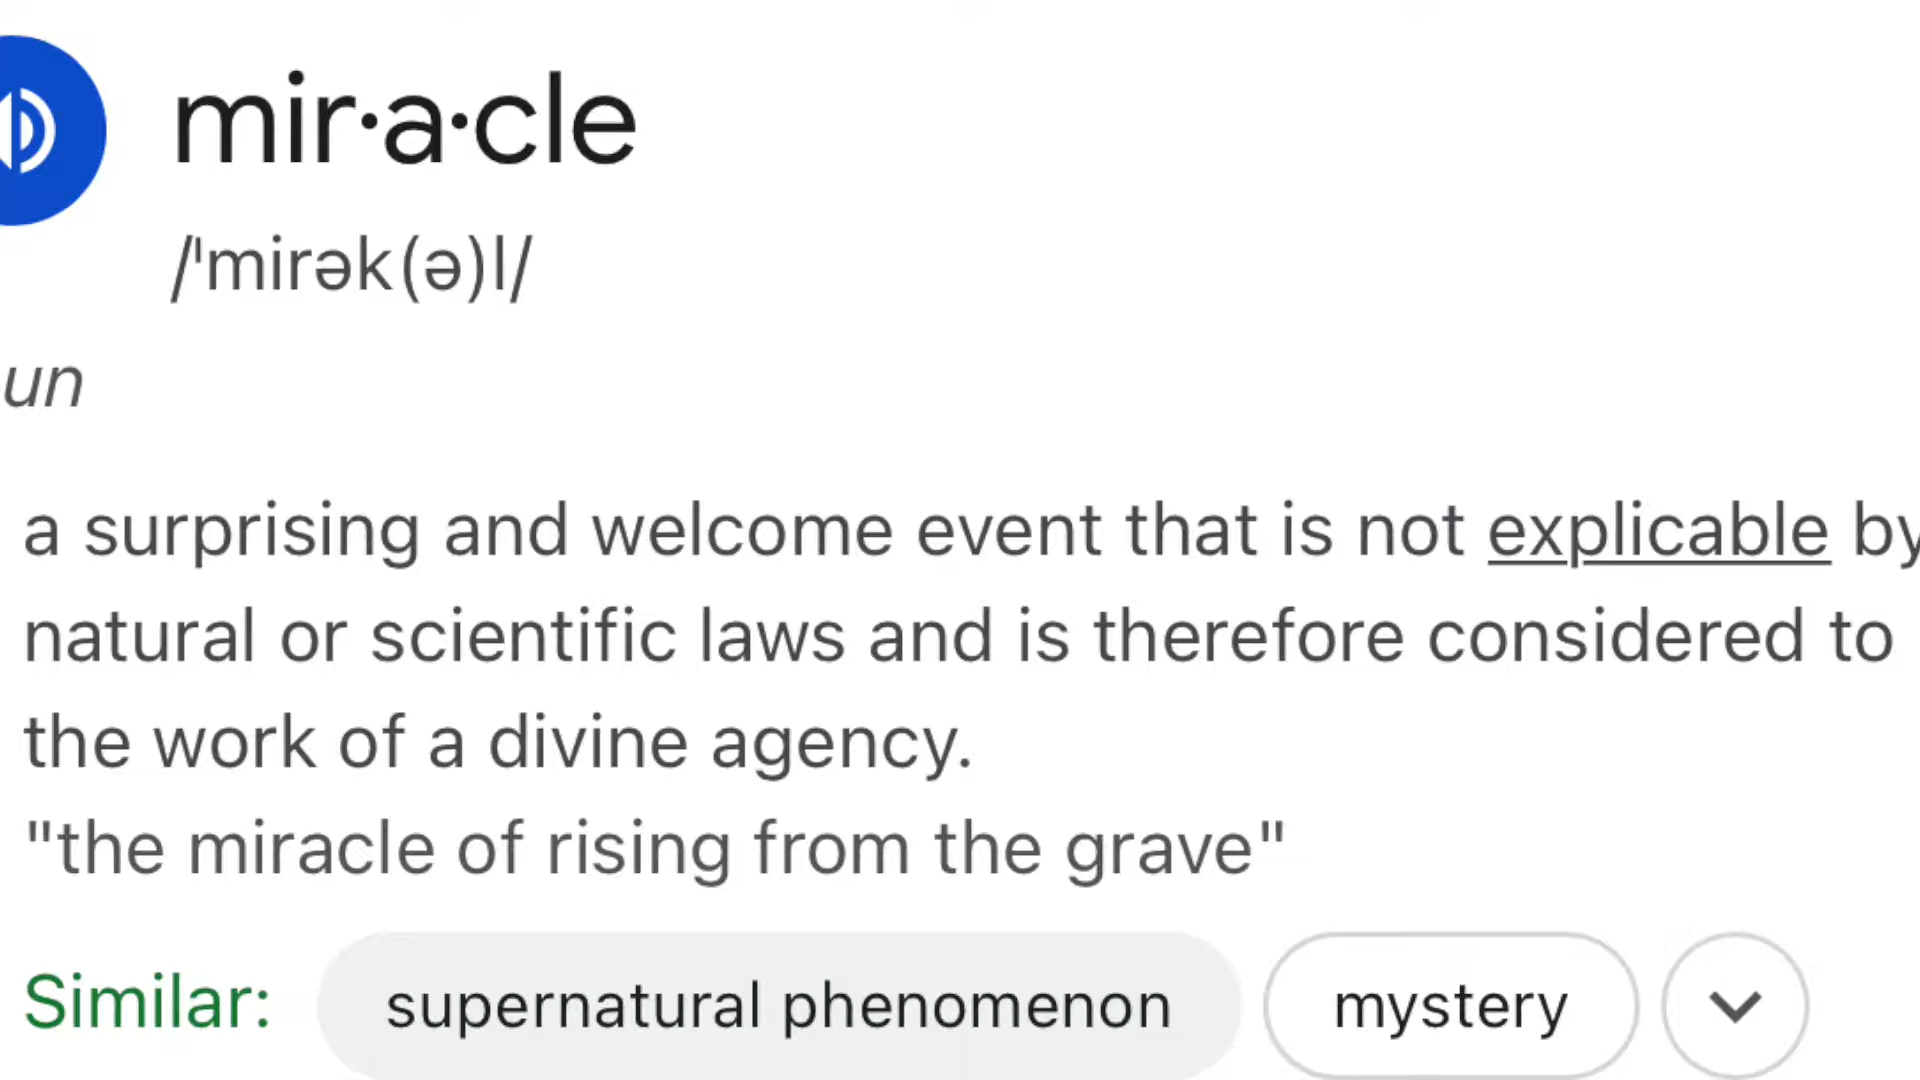 mir·a·cle
/ˈmirək(ə)l/
un
a surprising and welcome event that is not explicable by
natural or scientific laws and is therefore considered to
the work of a divine agency.
"the miracle of rising from the grave"
Similar: supernatural phenomenon mystery